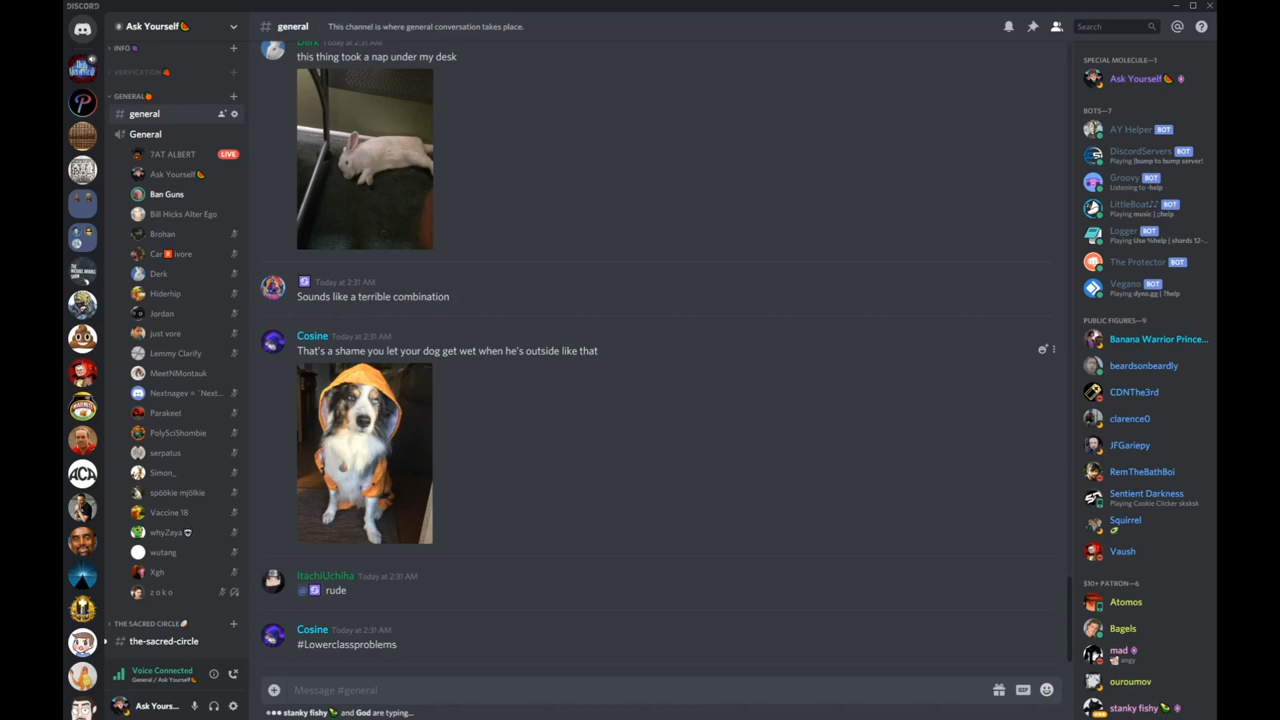 DISCORD
Ask Yourself
INFO
VERIFICATION
GENERAL
general
General
7AT ALBERT LIVE
Ask Yourself
Ban Guns
Bill Hicks Alter Ego
Brohan
Car B ivore
Derk
Hiderhip
Jordan
just vore
Lemmy Clarify
MeetNMontauk
Nextnagev = `Nest...
Parakeet
PolySciShombie
serpatus
Simon_
spöökie mjölkie
Vaccine 18
whyZaya
wutang
Xgh
z o k o
THE SACRED CIRCLE
# the-sacred-circle
Voice Connected
General / Ask Yourself
Ask Yours...
# general This channel is where general conversation takes place.
Search
Derk Today at 2:31 AM
this thing took a nap under my desk
Today at 2:31 AM
Sounds like a terrible combination
Cosine Today at 2:31 AM
That's a shame you let your dog get wet when he's outside like that
ItachiUchiha Today at 2:31 AM
@ rude
Cosine Today at 2:31 AM
#Lowerclassproblems
Message #general
GIF
stanky fishy and God are typing...
SPECIAL MOLECULE—1
Ask Yourself
BOTS—7
AY Helper BOT
DiscordServers BOT
Playing !bump to bump server!
Groovy BOT
Listening to -help
LittleBoat♪♪ BOT
Playing music | ;;help
Logger BOT
Playing Use %help | shards 12-...
The Protector BOT
Vegano BOT
Playing dyno.gg | ?help
PUBLIC FIGURES—9
Banana Warrior Prince...
beardsonbeardly
CDNThe3rd
clarence0
JFGariepy
RemTheBathBoi
Sentient Darkness
Playing Cookie Clicker sksksk
Squirrel
Vaush
$10+ PATRON—6
Atomos
Bagels
mad
angy
ouroumov
stanky fishy